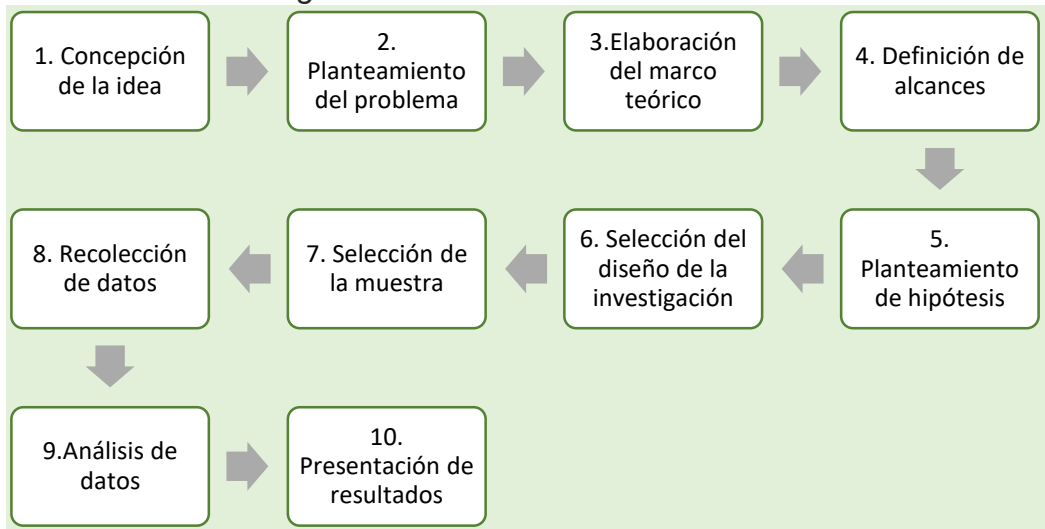 1. Concepción
de la idea
2.
Planteamiento
del problema
3.Elaboración
del marco
teórico
4. Definición de
alcances
5.
Planteamiento
de hipótesis
6. Selección del
diseño de la
investigación
7. Selección de
la muestra
8. Recolección
de datos
9.Análisis de
datos
10.
Presentación de
resultados